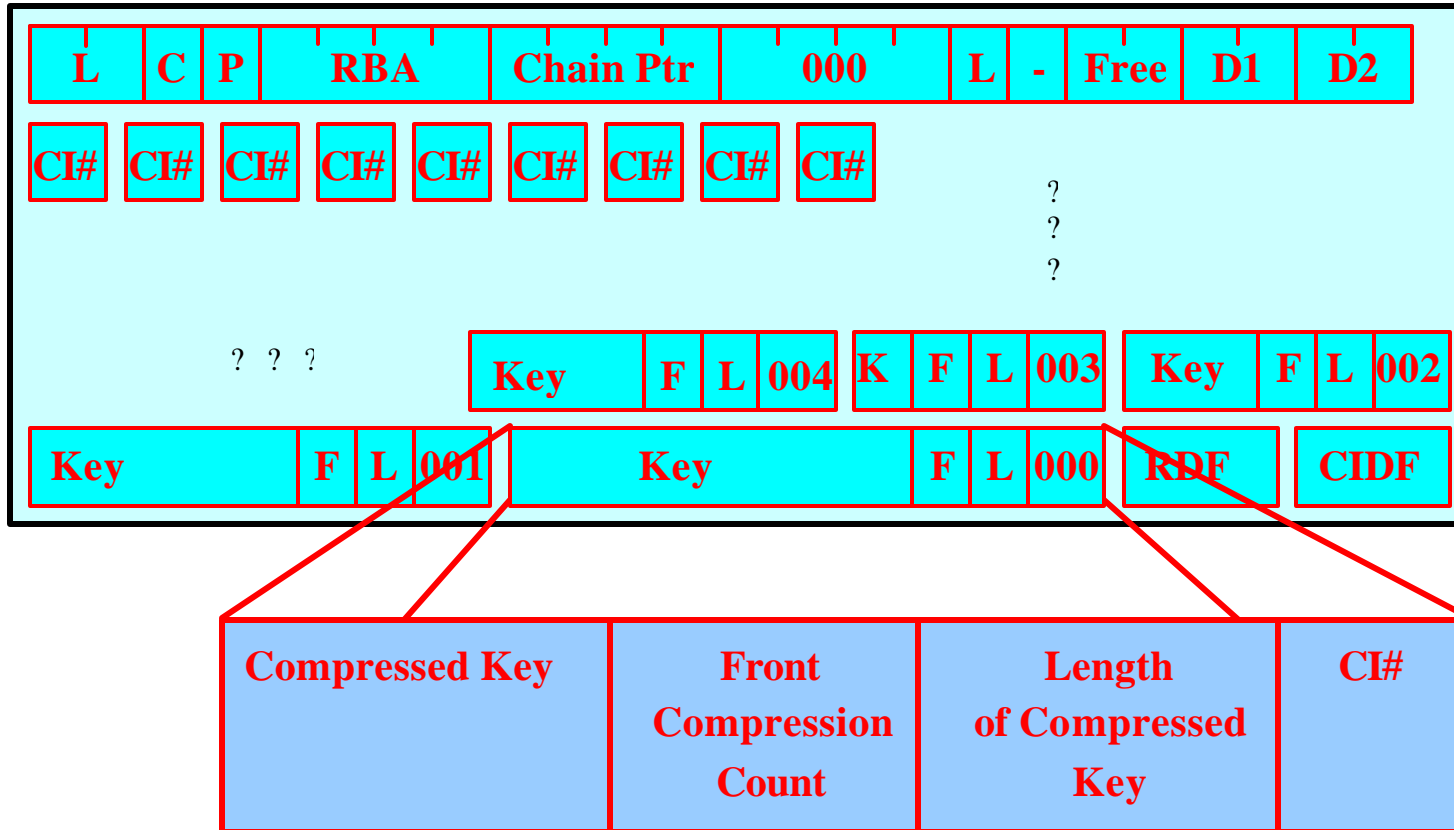 L C P RBA Chain Ptr 000 L - Free D1 D2
CI# CI# CI# CI# CI# CI# CI# CI# CI#
?
?
?
? ? ?
Key F L 004 K F L 003 Key F L 002
Key F L 001 Key F L 000 RDF CIDF
Compressed Key Front Length CI#
Compression of Compressed
Count Key